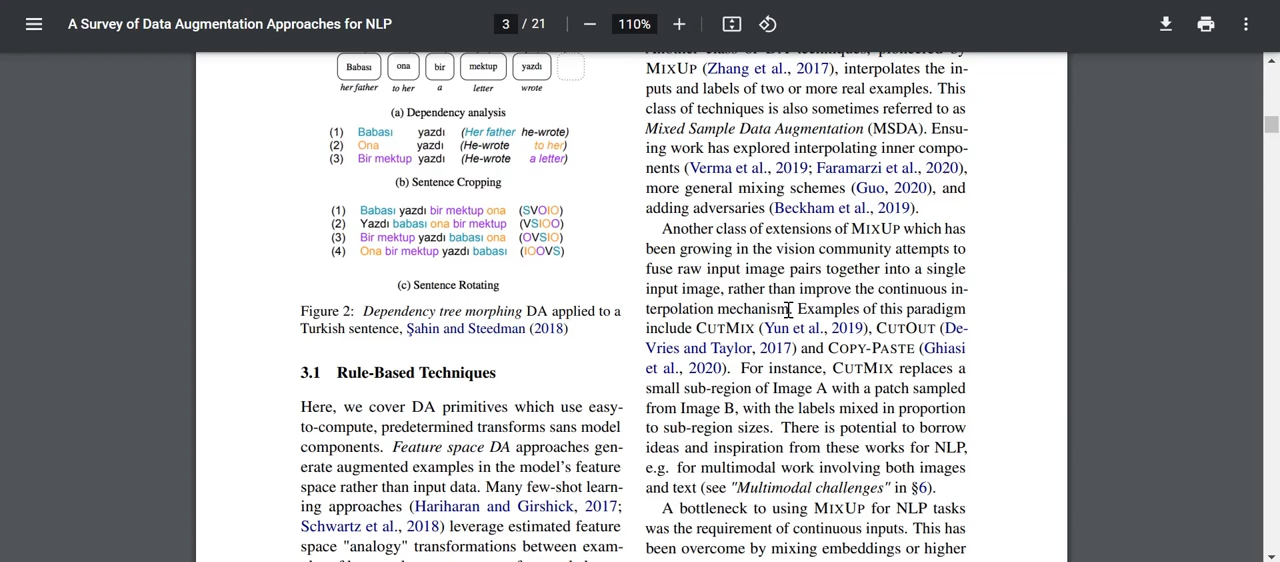 A Survey of Data Augmentation Approaches for NLP
3 / 21
110%
Babası ona bir mektup yazdı
her father to her a letter wrote
(a) Dependency analysis
(1) Babası yazdı (Her father he-wrote)
(2) Ona yazdı (He-wrote to her)
(3) Bir mektup yazdı (He-wrote a letter)
(b) Sentence Cropping
(1) Babası yazdı bir mektup ona (SVOIO)
(2) Yazdı babası ona bir mektup (VSIOO)
(3) Bir mektup yazdı babası ona (OVSIO)
(4) Ona bir mektup yazdı babası (IOOVS)
(c) Sentence Rotating
Figure 2: Dependency tree morphing DA applied to a
Turkish sentence, Şahin and Steedman (2018)
3.1 Rule-Based Techniques
Here, we cover DA primitives which use easy-
to-compute, predetermined transforms sans model
components. Feature space DA approaches gen-
erate augmented examples in the model's feature
space rather than input data. Many few-shot learn-
ing approaches (Hariharan and Girshick, 2017;
Schwartz et al., 2018) leverage estimated feature
space "analogy" transformations between exam-
Another class of DA techniques, pioneered by
MIXUP (Zhang et al., 2017), interpolates the in-
puts and labels of two or more real examples. This
class of techniques is also sometimes referred to as
Mixed Sample Data Augmentation (MSDA). Ensu-
ing work has explored interpolating inner compo-
nents (Verma et al., 2019; Faramarzi et al., 2020),
more general mixing schemes (Guo, 2020), and
adding adversaries (Beckham et al., 2019).
Another class of extensions of MIXUP which has
been growing in the vision community attempts to
fuse raw input image pairs together into a single
input image, rather than improve the continuous in-
terpolation mechanism. Examples of this paradigm
include CUTMIX (Yun et al., 2019), CUTOUT (De-
Vries and Taylor, 2017) and COPY-PASTE (Ghiasi
et al., 2020). For instance, CUTMIX replaces a
small sub-region of Image A with a patch sampled
from Image B, with the labels mixed in proportion
to sub-region sizes. There is potential to borrow
ideas and inspiration from these works for NLP,
e.g. for multimodal work involving both images
and text (see "Multimodal challenges" in §6).
A bottleneck to using MIXUP for NLP tasks
was the requirement of continuous inputs. This has
been overcome by mixing embeddings or higher